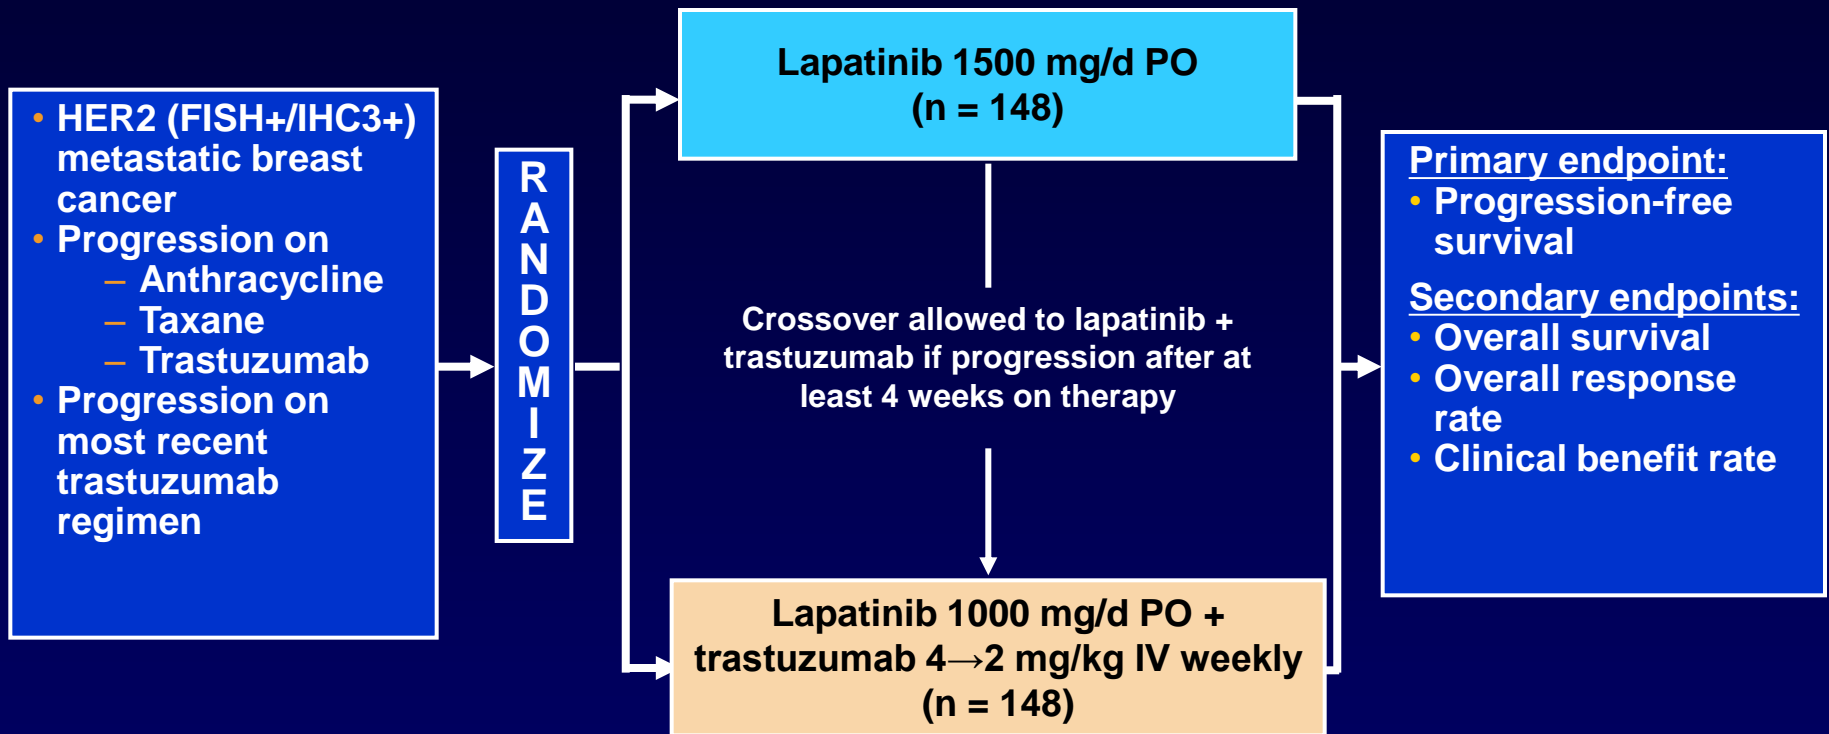 • HER2 (FISH+/IHC3+)
metastatic breast
cancer
• Progression on
– Anthracycline
– Taxane
– Trastuzumab
• Progression on
most recent
trastuzumab
regimen
R
A
N
D
O
M
I
Z
E
Lapatinib 1500 mg/d PO
(n = 148)
Crossover allowed to lapatinib +
trastuzumab if progression after at
least 4 weeks on therapy
Lapatinib 1000 mg/d PO +
trastuzumab 4→2 mg/kg IV weekly
(n = 148)
Primary endpoint:
• Progression-free
survival
Secondary endpoints:
• Overall survival
• Overall response
rate
• Clinical benefit rate